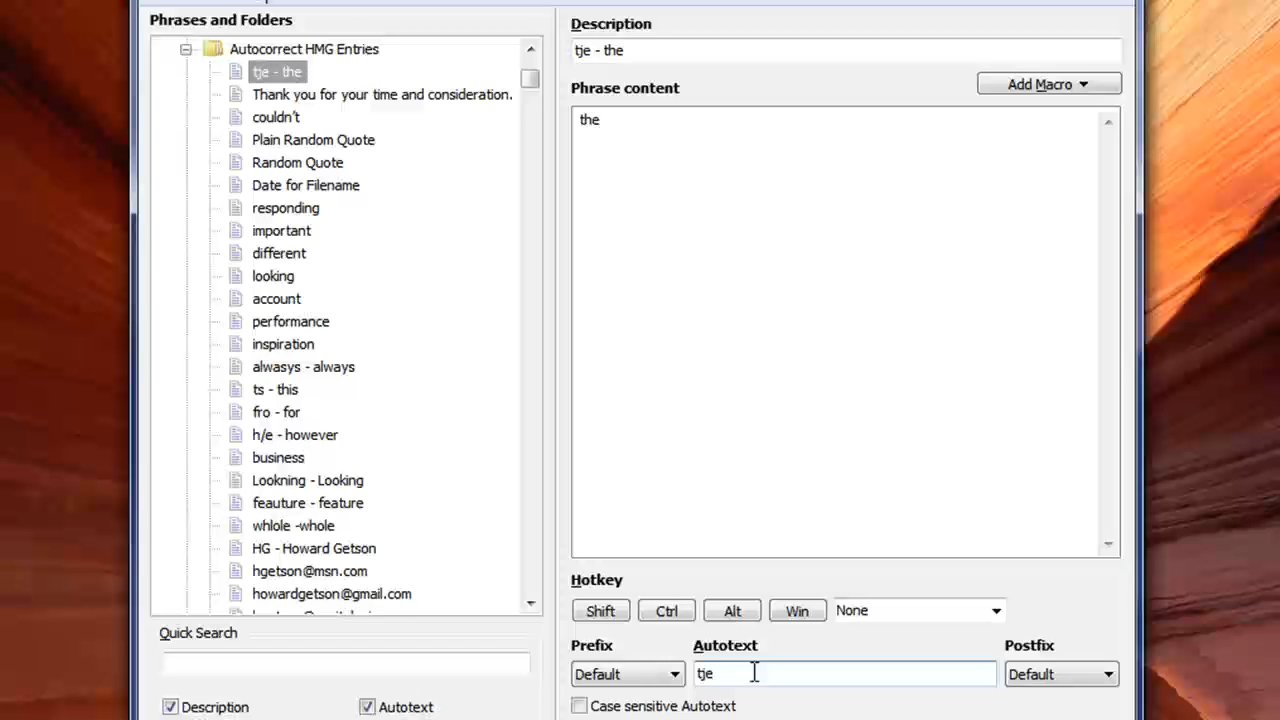 Phrases and Folders
Autocorrect HMG Entries
tje - the
Thank you for your time and consideration.
couldn't
Plain Random Quote
Random Quote
Date for Filename
responding
important
different
looking
account
performance
inspiration
alwasys - always
ts - this
fro - for
h/e - however
business
Lookning - Looking
feauture - feature
whlole -whole
HG - Howard Getson
hgetson@msn.com
howardgetson@gmail.com
Quick Search
Description
Autotext
Description
tje - the
Phrase content
Add Macro
the
Hotkey
Shift
Ctrl
Alt
Win
None
Prefix
Autotext
Postfix
Default
tje
Default
Case sensitive Autotext